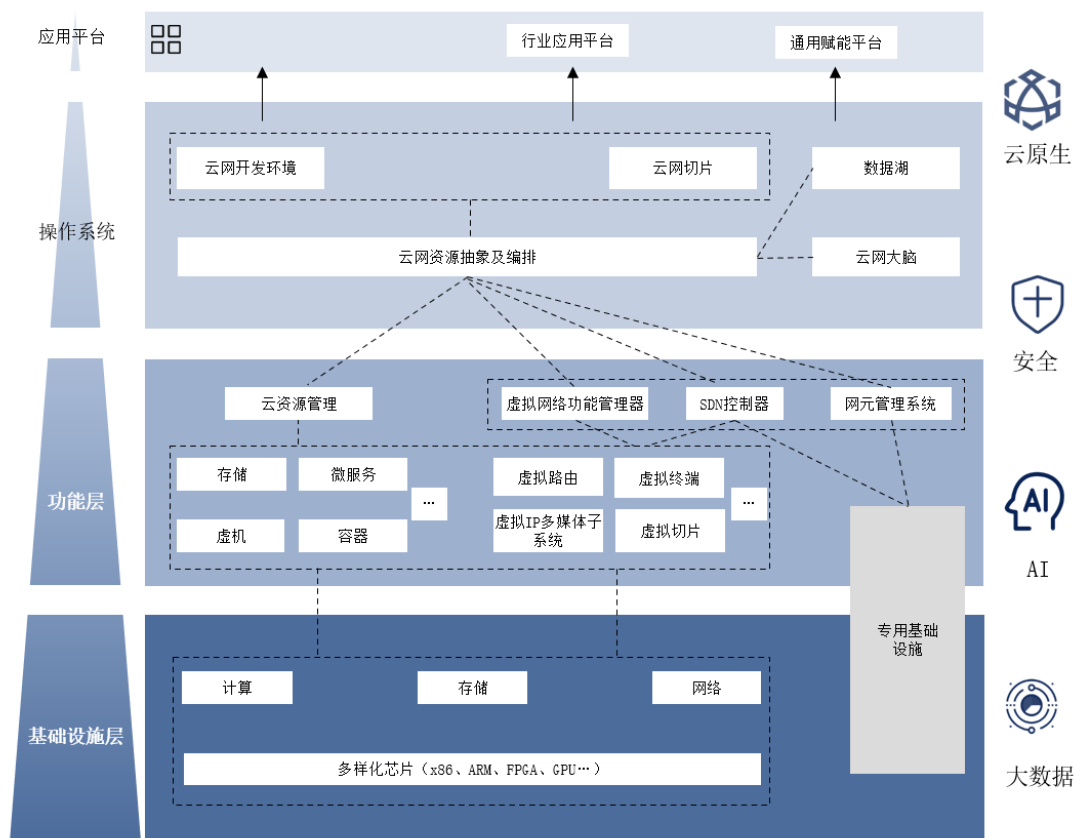 应用平台
行业应用平台
通用赋能平台
云原生
云网开发环境
云网切片
数据湖
操作系统
云网资源抽象及编排
云网大脑
安全
云资源管理
虚拟网络功能管理器
SDN控制器
网元管理系统
功能层
存储
微服务
…
虚拟路由
虚拟终端
…
虚机
容器
虚拟IP多媒体子
系统
虚拟切片
AI
AI
专用基础
设施
基础设施层
计算
存储
网络
多样化芯片（x86、ARM、FPGA、GPU…）
大数据